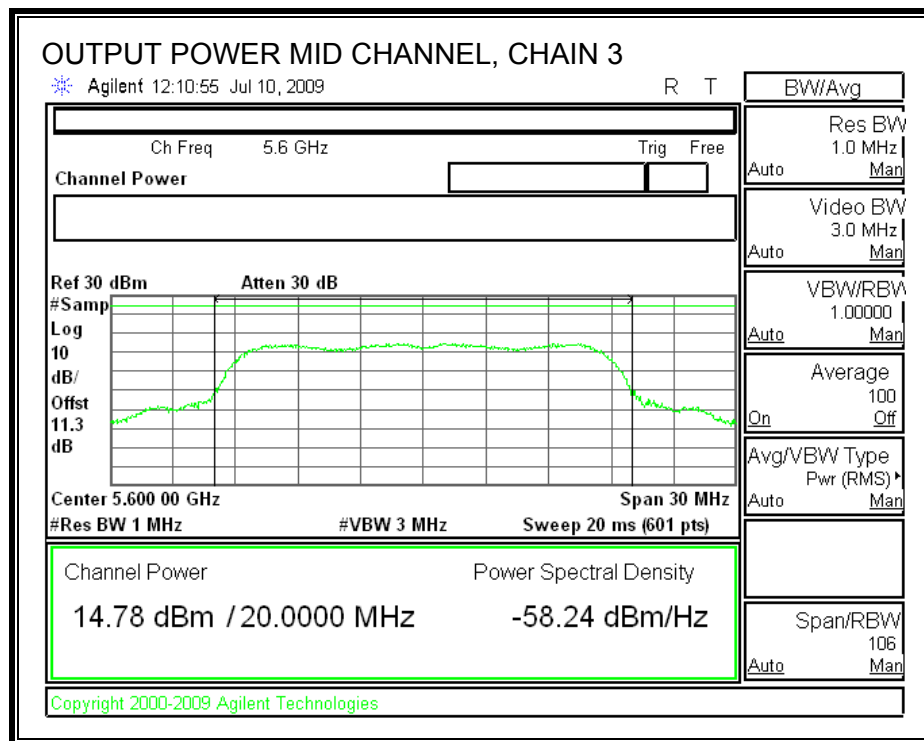 OUTPUT POWER MID CHANNEL, CHAIN 3
Agilent 12:10:55 Jul 10, 2009 R T
Ch Freq 5.6 GHz Trig Free
Channel Power
Ref 30 dBm Atten 30 dB
#Samp
Log
10
dB/
Offst
11.3
dB
Center 5.600 00 GHz Span 30 MHz
#Res BW 1 MHz #VBW 3 MHz Sweep 20 ms (601 pts)
Channel Power Power Spectral Density
14.78 dBm / 20.0000 MHz -58.24 dBm/Hz
Copyright 2000-2009 Agilent Technologies
BW/Avg
Res BW
1.0 MHz
Auto Man
Video BW
3.0 MHz
Auto Man
VBW/RBW
1.00000
Auto Man
Average
100
On Off
Avg/VBW Type
Pwr (RMS)
Auto Man
Span/RBW
106
Auto Man